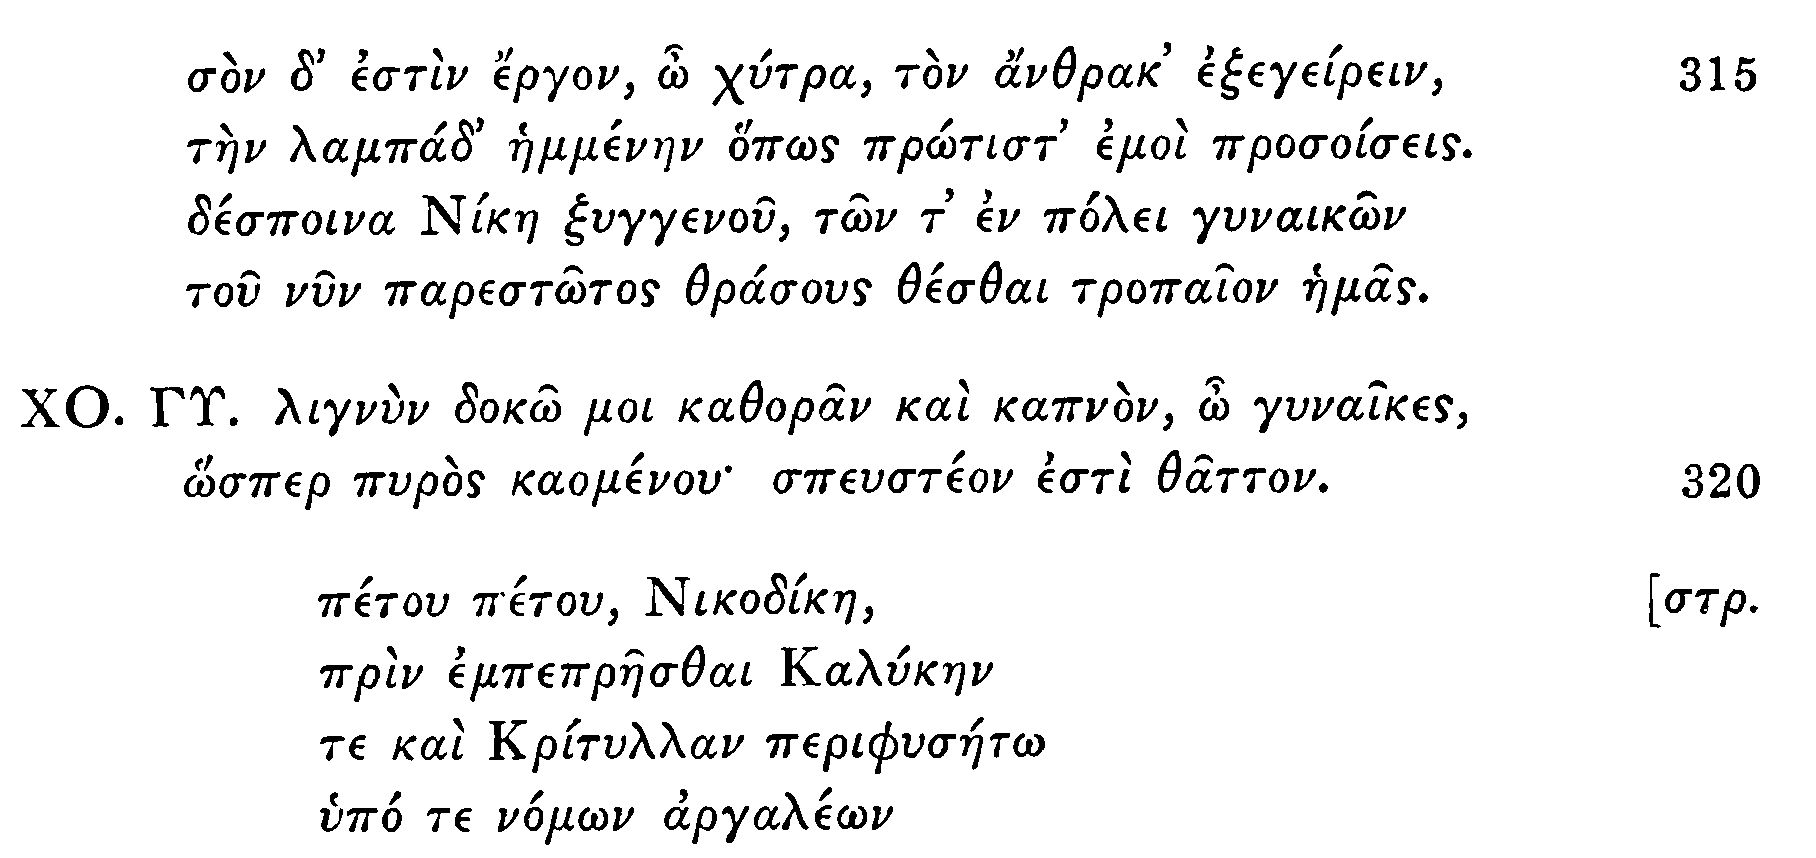 σὸν δ’ ἐστὶν ἔργον, ὦ χύτρα, τὸν ἄνθρακ’ ἐξεγείρειν, 315
τὴν λαμπάδ’ ἡμμένην ὅπως πρώτιστ’ ἐμοὶ προσοίσεις.
δέσποινα Νίκη ξυγγενοῦ, τῶν τ’ ἐν πόλει γυναικῶν
τοῦ νῦν παρεστῶτος θράσους θέσθαι τροπαῖον ἡμᾶς.
ΧΟ. ΓΥ. λιγνὺν δοκῶ μοι καθορᾶν καὶ καπνὸν, ὦ γυναῖκες,
ὥσπερ πυρὸς καομένου· σπευστέον ἐστὶ θᾶττον. 320
πέτου πέτου, Νικοδίκη, [στρ.
πρὶν ἐμπεπρῆσθαι Καλύκην
τε καὶ Κρίτυλλαν περιφυσήτω
ὑπό τε νόμων ἀργαλέων